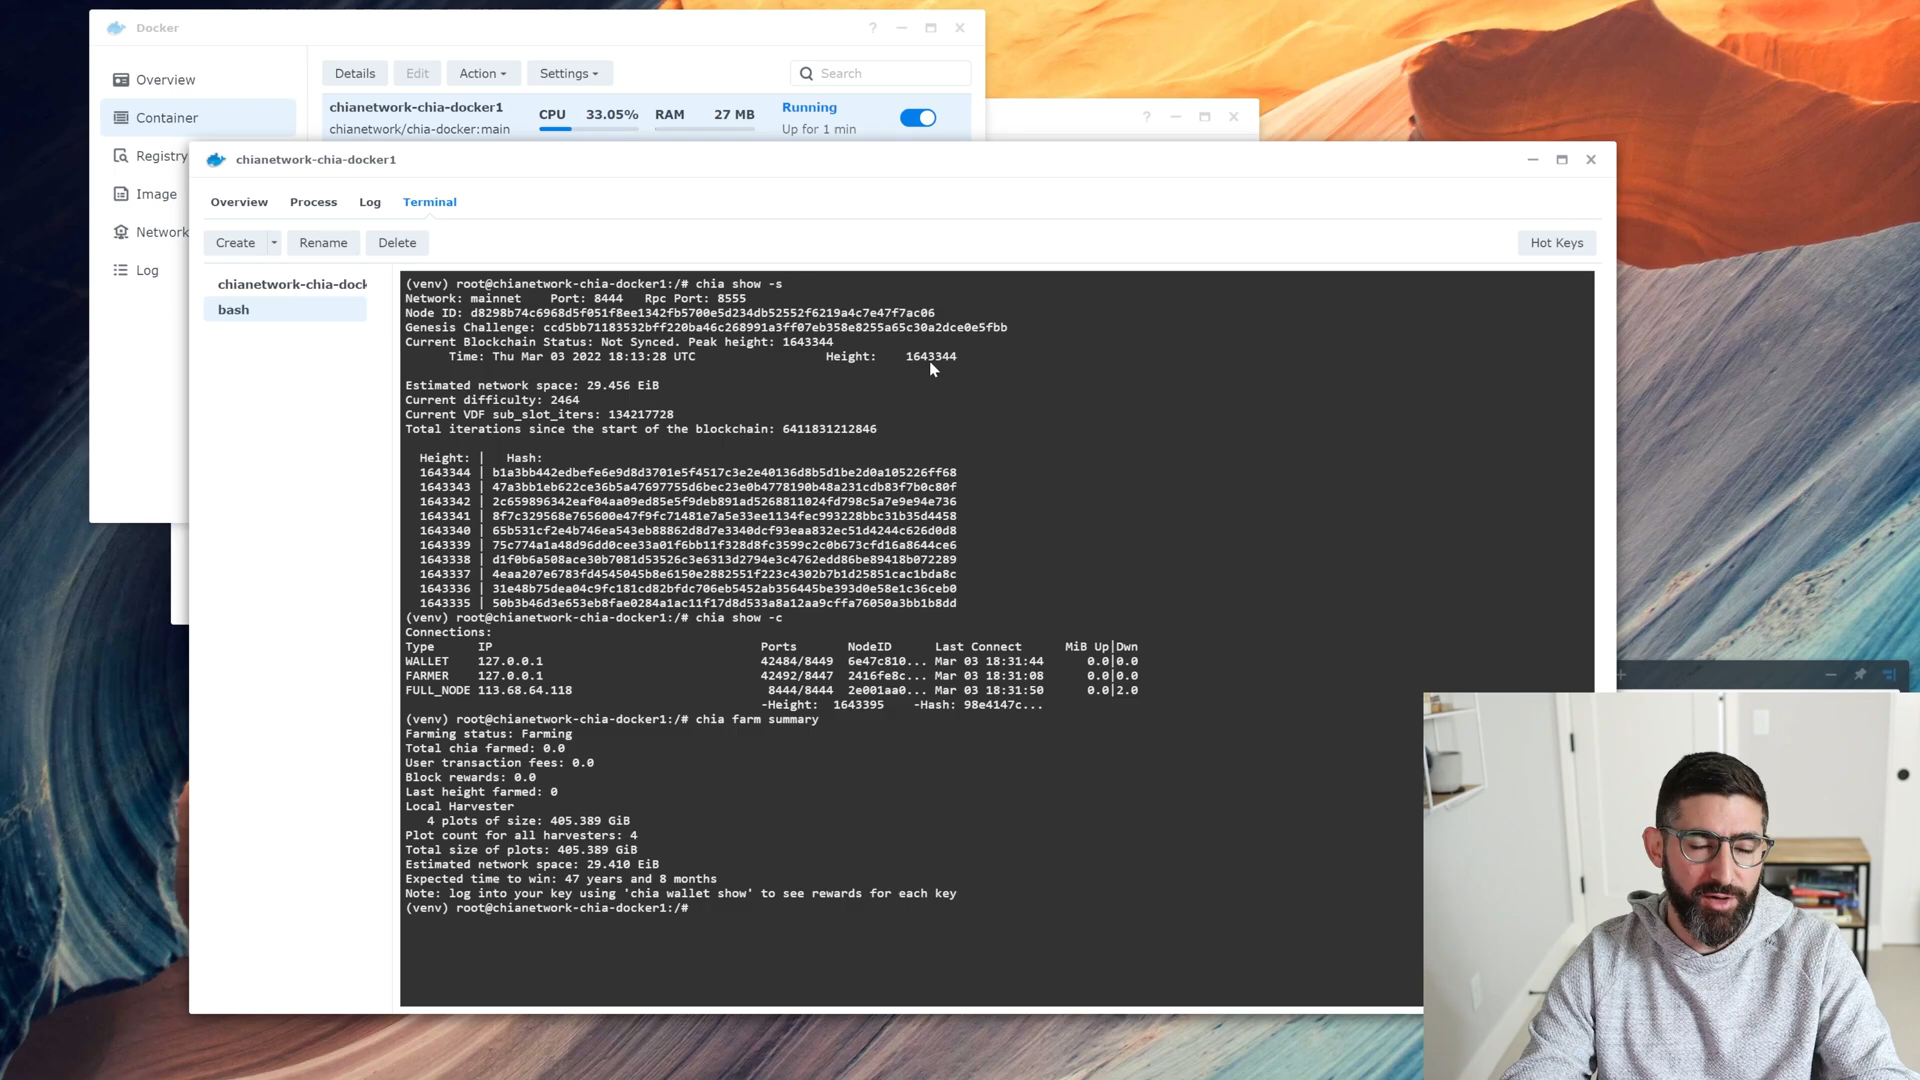 Docker
Overview
Container
Registry
Image
Network
Log
Details
Edit
Action
Settings
Search
chianetwork-chia-docker1
chianetwork/chia-docker:main
CPU 33.05% RAM 27 MB
Running
Up for 1 min
chianetwork-chia-docker1
Overview Process Log Terminal
Create Rename Delete Hot Keys
chianetwork-chia-dock
bash
(venv) root@chianetwork-chia-docker1:/# chia show -s
Network: mainnet Port: 8444 Rpc Port: 8555
Node ID: d8298b74c6968d5f051f8ee1342fb5700e5d234db52552f6219a4c7e47f7ac06
Genesis Challenge: ccd5bb71183532bff220ba46c268991a3ff07eb358e8255a65c30a2dce0e5fbb
Current Blockchain Status: Not Synced. Peak height: 1643344
Time: Thu Mar 03 2022 18:13:28 UTC Height: 1643344
Estimated network space: 29.456 EiB
Current difficulty: 2464
Current VDF sub_slot_iters: 134217728
Total iterations since the start of the blockchain: 6411831212846
Height: | Hash:
1643344 | b1a3bb442edbefe6e9d8d3701e5f4517c3e2e40136d8b5d1be2d0a105226ff68
1643343 | 47a3bb1eb622ce36b5a47697755d6bec23e0b4778190b48a231cdb83f7b0c80f
1643342 | 2c659896342eaf04aa09ed85e5f9deb891ad5268811024fd798c5a7e9e94e736
1643341 | 8f7c329568e765600e47f9fc71481e7a5e33ee1134fec993228bbc31b35d4458
1643340 | 65b531cf2e4b746ea543eb88862d8d7e3340dcf93eaa832ec51d4244c626d0d8
1643339 | 75c774a1a48d96dd0cee33a01f6bb11f328d8fc3599c2c0b673cfd16a8644ce6
1643338 | d1f0b6a508ace30b7081d53526c3e6313d2794e3c4762edd86be89418b072289
1643337 | 4eaa207e6783fd4545045b8e6150e2882551f223c4302b7b1d25851cac1bda8c
1643336 | 31e48b75dea04c9fc181cd82bfdc706eb5452ab356445be393d0e58e1c36ceb0
1643335 | 50b3b46d3e653eb8fae0284a1ac11f17d8d533a8a12aa9cffa76050a3bb1b8dd
(venv) root@chianetwork-chia-docker1:/# chia show -c
Connections:
Type IP Ports NodeID Last Connect MiB Up|Dwn
WALLET 127.0.0.1 42484/8449 6e47c810... Mar 03 18:31:44 0.0|0.0
FARMER 127.0.0.1 42492/8447 2416fe8c... Mar 03 18:31:08 0.0|0.0
FULL_NODE 113.68.64.118 8444/8444 2e001aa0... Mar 03 18:31:50 0.0|2.0
-Height: 1643395 -Hash: 98e4147c...
(venv) root@chianetwork-chia-docker1:/# chia farm summary
Farming status: Farming
Total chia farmed: 0.0
User transaction fees: 0.0
Block rewards: 0.0
Last height farmed: 0
Local Harvester
4 plots of size: 405.389 GiB
Plot count for all harvesters: 4
Total size of plots: 405.389 GiB
Estimated network space: 29.410 EiB
Expected time to win: 47 years and 8 months
Note: log into your key using 'chia wallet show' to see rewards for each key
(venv) root@chianetwork-chia-docker1:/#